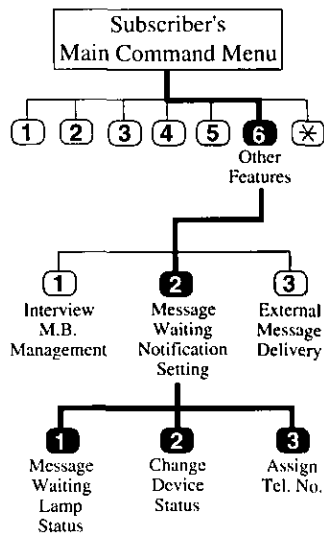 Subscriber's
Main Command Menu
1 2 3 4 5 6 *
Other
Features
1 2 3
Interview
M.B.
Management
Message
Waiting
Notification
Setting
External
Message
Delivery
1 2 3
Message
Waiting
Lamp
Status
Change
Device
Status
Assign
Tel. No.